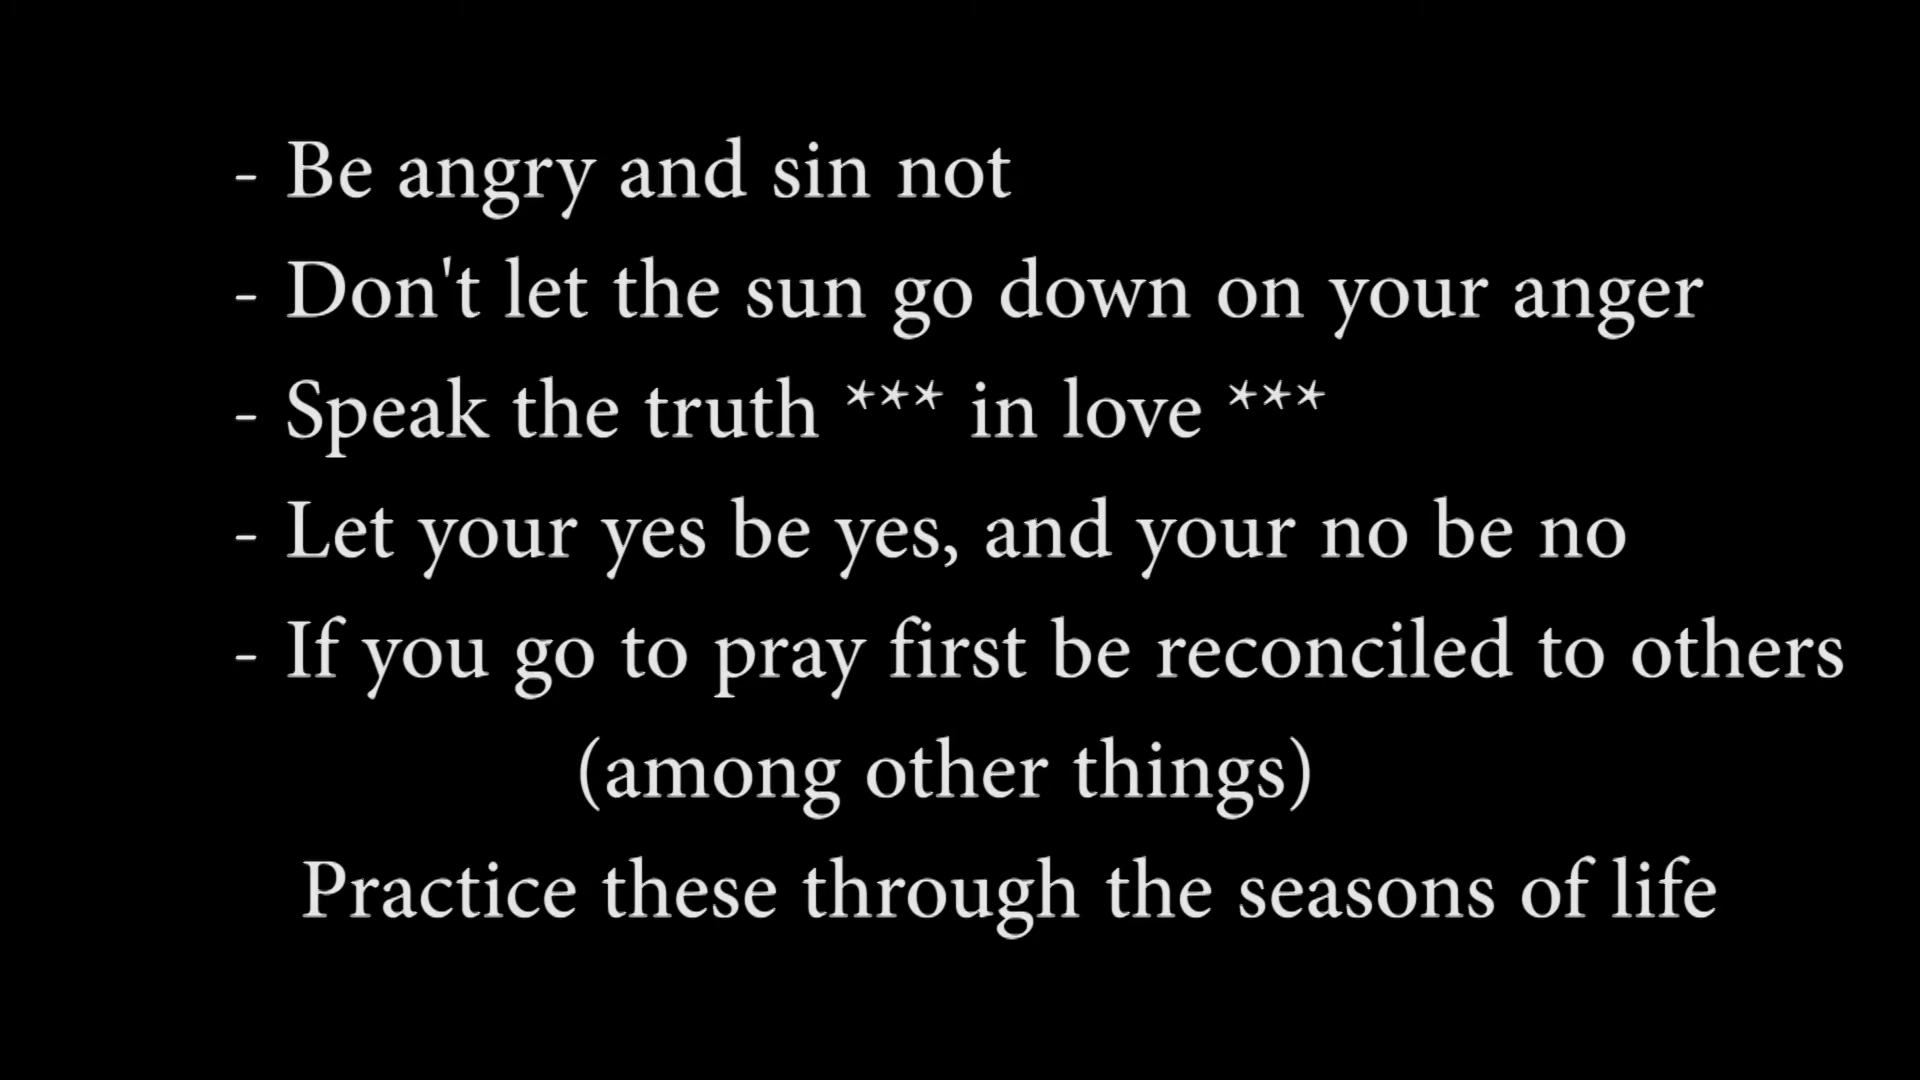 - Be angry and sin not
- Don't let the sun go down on your anger
- Speak the truth *** in love ***
- Let your yes be yes, and your no be no
- If you go to pray first be reconciled to others
(among other things)
Practice these through the seasons of life